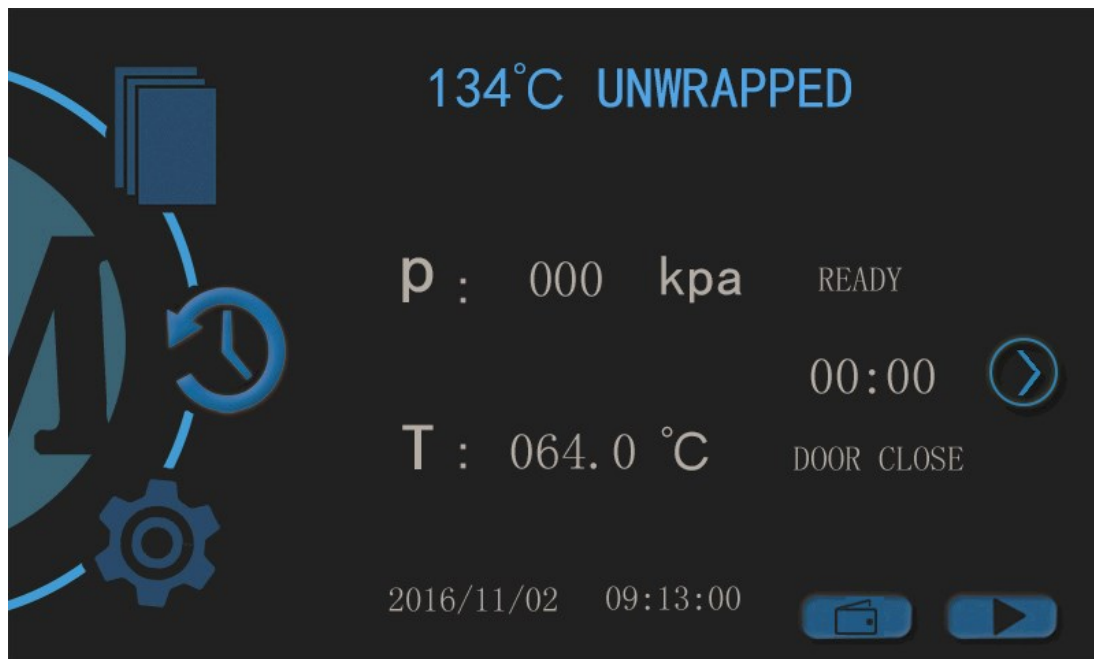 134℃ UNWRAPPED
p : 000 kpa READY
00:00
T : 064.0 ℃ DOOR CLOSE
2016/11/02 09:13:00